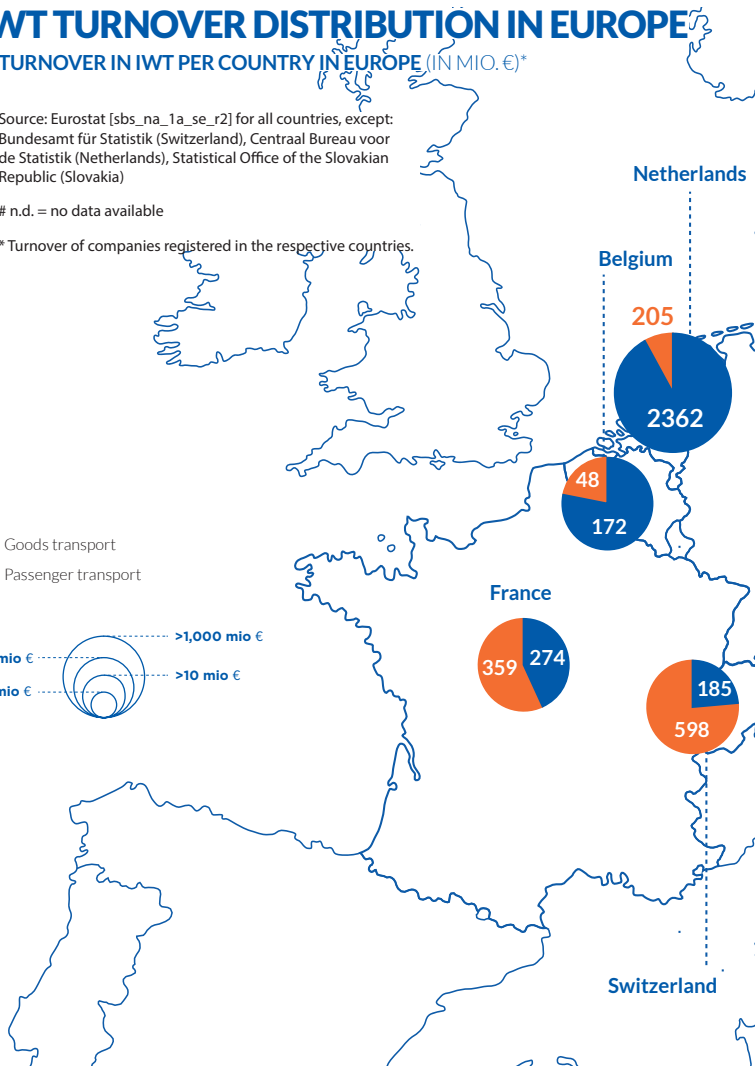 WT TURNOVER DISTRIBUTION IN EUROPE
TURNOVER IN IWT PER COUNTRY IN EUROPE (IN MIO. €)*
Source: Eurostat [sbs_na_1a_se_r2] for all countries, except:
Bundesamt für Statistik (Switzerland), Centraal Bureau voor
de Statistik (Netherlands), Statistical Office of the Slovakian
Republic (Slovakia)
# n.d. = no data available
* Turnover of companies registered in the respective countries.
Netherlands
Belgium
205
2362
48
172
Goods transport
Passenger transport
France
359
274
>1,000 mio €
mio €
>10 mio €
mio €
185
598
Switzerland